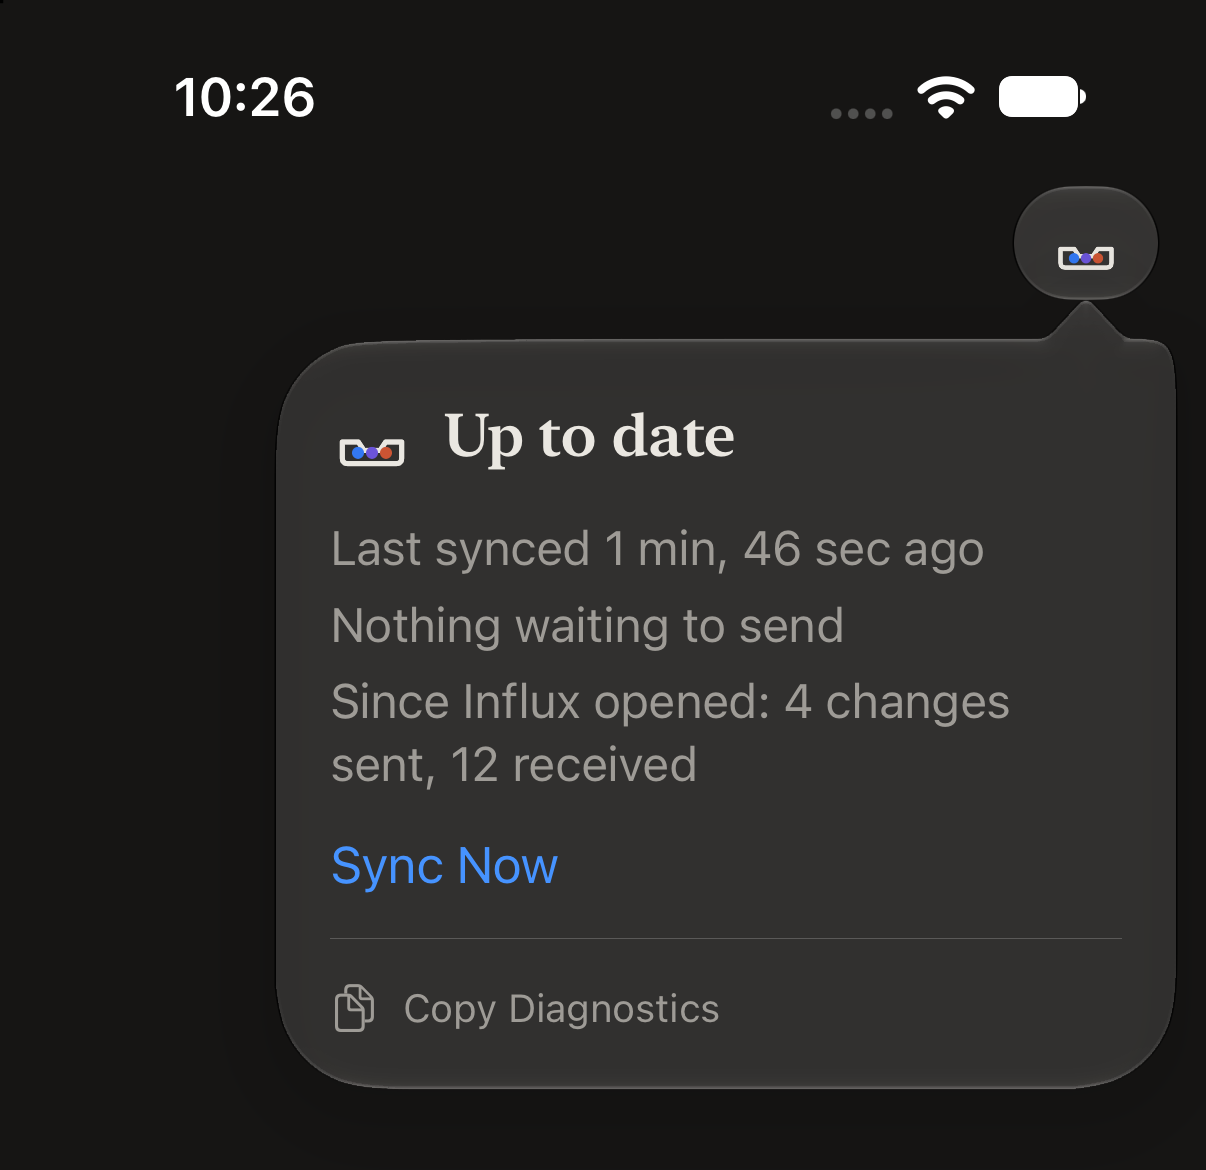 10:26
Up to date
Last synced 1 min, 46 sec ago
Nothing waiting to send
Since Influx opened: 4 changes
sent, 12 received
Sync Now
Copy Diagnostics